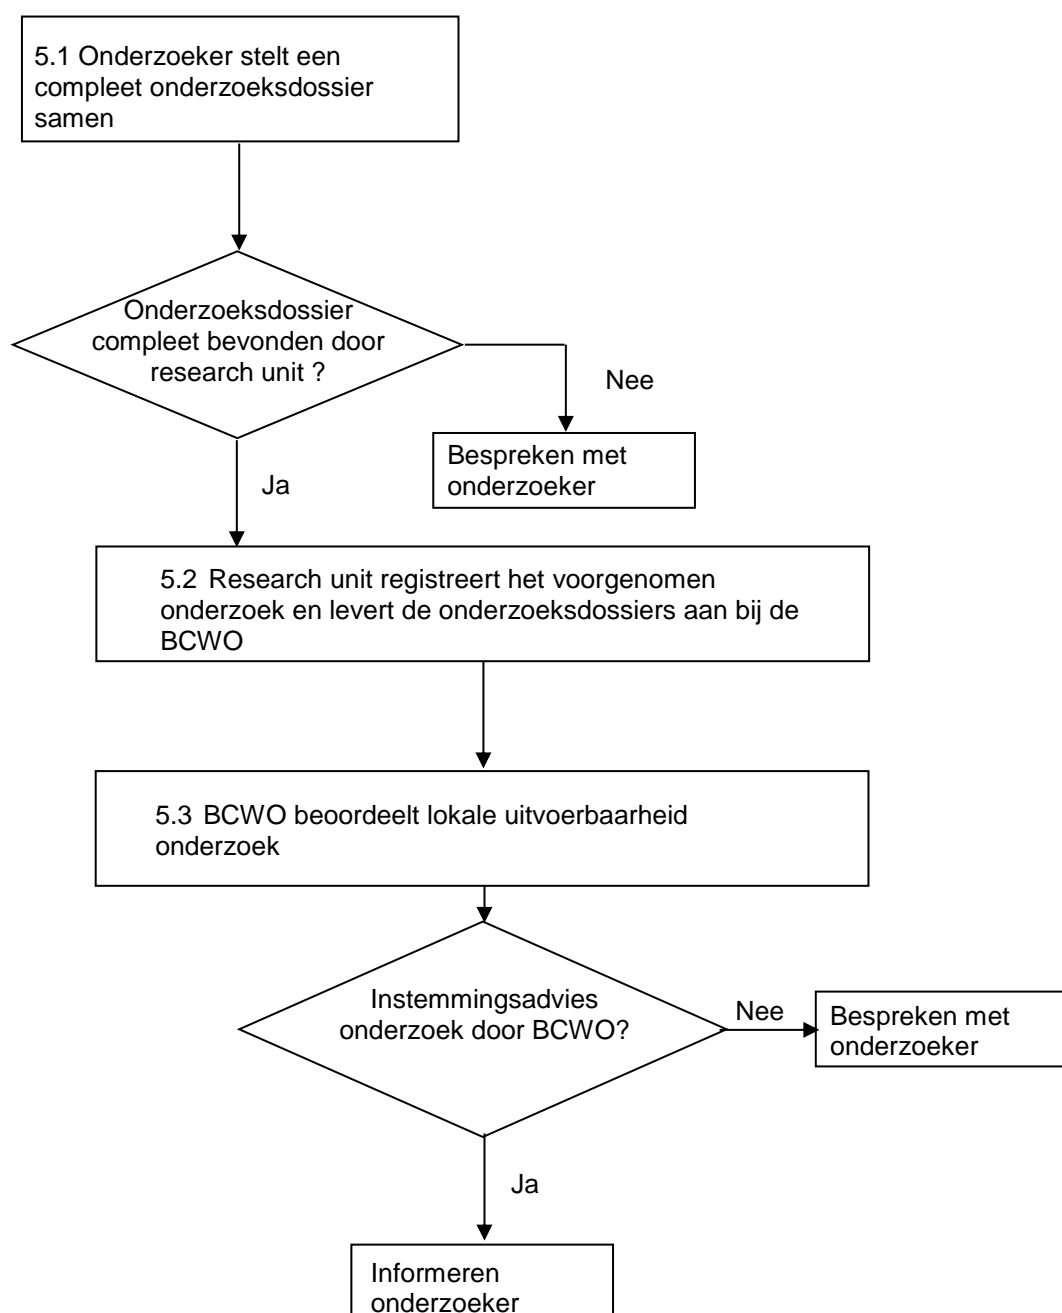 5.1 Onderzoeker stelt een
compleet onderzoeksdossier
samen
Onderzoeksdossier
compleet bevonden door
research unit ?
Nee
Bespreken met
onderzoeker
Ja
5.2 Research unit registreert het voorgenomen
onderzoek en levert de onderzoeksdossiers aan bij de
BCWO
5.3 BCWO beoordeelt lokale uitvoerbaarheid
onderzoek
Instemmingsadvies
onderzoek door BCWO?
Nee
Bespreken met
onderzoeker
Ja
Informeren
onderzoeker